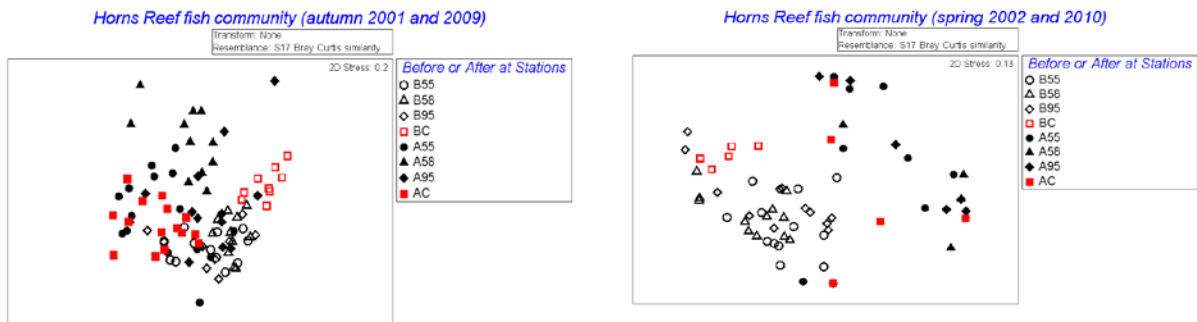 Horns Reef fish community (autumn 2001 and 2009)
Transform: None
Resemblance: S17 Bray Curtis similarity
2D Stress: 0.2
Before or After at Stations
B55
B58
B95
BC
A55
A58
A95
AC
Horns Reef fish community (spring 2002 and 2010)
Transform: None
Resemblance: S17 Bray Curtis similarity
2D Stress: 0.13
Before or After at Stations
B55
B58
B95
BC
A55
A58
A95
AC